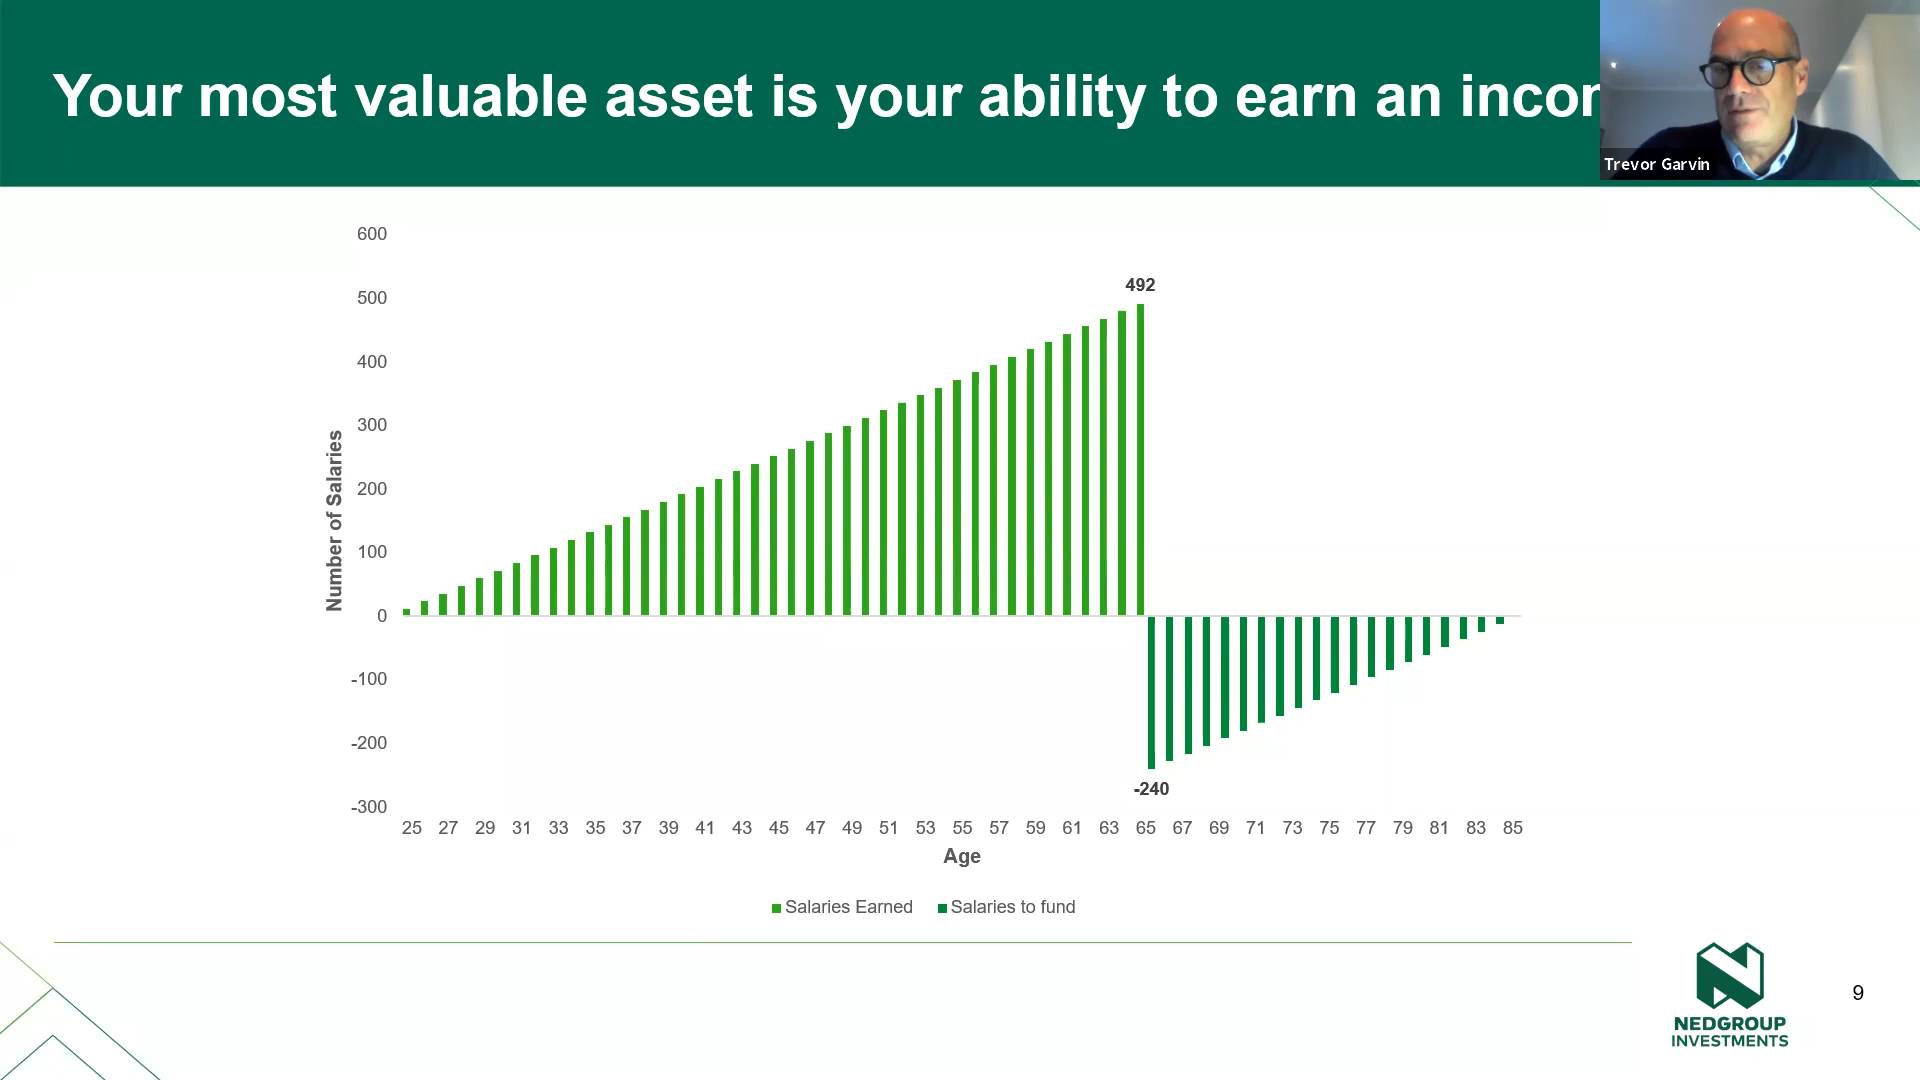 Your most valuable asset is your ability to earn an incor
Trevor Garvin
600
500
400
300
200
100
0
-100
-200
-300
Number of Salaries
492
-240
25 27 29 31 33 35 37 39 41 43 45 47 49 51 53 55 57 59 61 63 65 67 69 71 73 75 77 79 81 83 85
Age
Salaries Earned Salaries to fund
NEDGROUP
INVESTMENTS
9